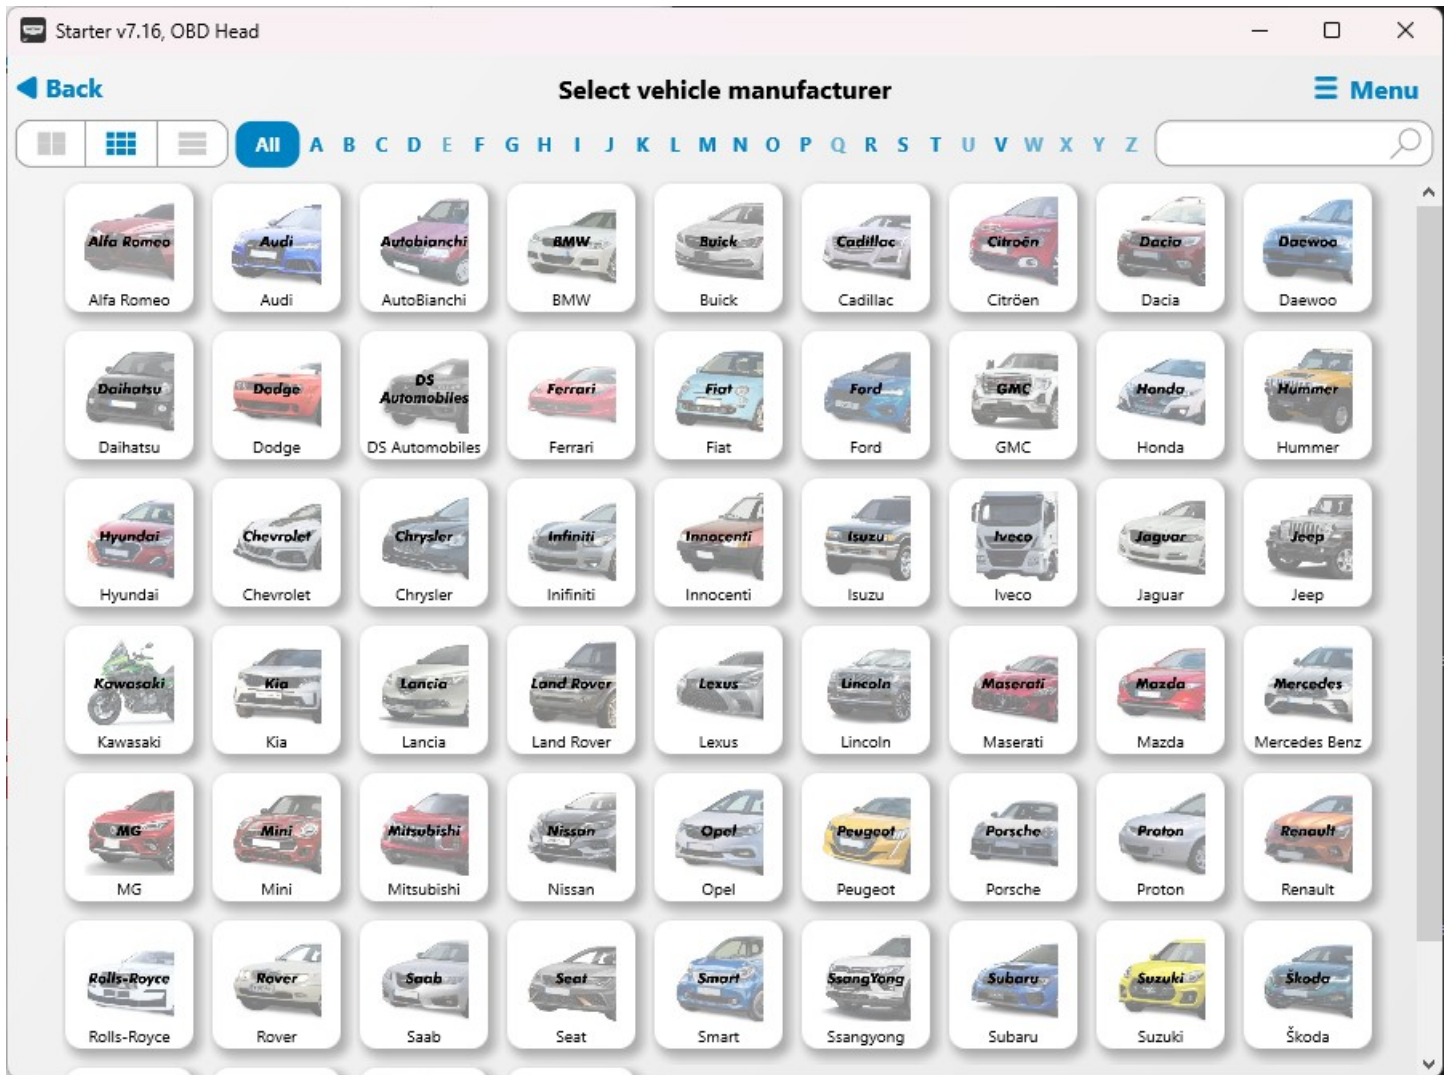 Starter v7.16, OBD Head
Back
Select vehicle manufacturer
Menu
All A B C D E F G H I J K L M N O P Q R S T U V W X Y Z
Alfa Romeo Audi Autobianchi BMW Buick Cadillac Citroën Dacia Daewoo
Alfa Romeo Audi AutoBianchi BMW Buick Cadillac Citröen Dacia Daewoo
Daihatsu Dodge DS Automobiles Ferrari Fiat Ford GMC Honda Hummer
Daihatsu Dodge DS Automobiles Ferrari Fiat Ford GMC Honda Hummer
Hyundai Chevrolet Chrysler Infiniti Innocenti Isuzu Iveco Jaguar Jeep
Hyundai Chevrolet Chrysler Inifiniti Innocenti Isuzu Iveco Jaguar Jeep
Kawasaki Kia Lancia Land Rover Lexus Lincoln Maserati Mazda Mercedes
Kawasaki Kia Lancia Land Rover Lexus Lincoln Maserati Mazda Mercedes Benz
MG Mini Mitsubishi Nissan Opel Peugeot Porsche Proton Renault
MG Mini Mitsubishi Nissan Opel Peugeot Porsche Proton Renault
Rolls-Royce Rover Saab Seat Smart SsangYong Subaru Suzuki Škoda
Rolls-Royce Rover Saab Seat Smart Ssangyong Subaru Suzuki Škoda